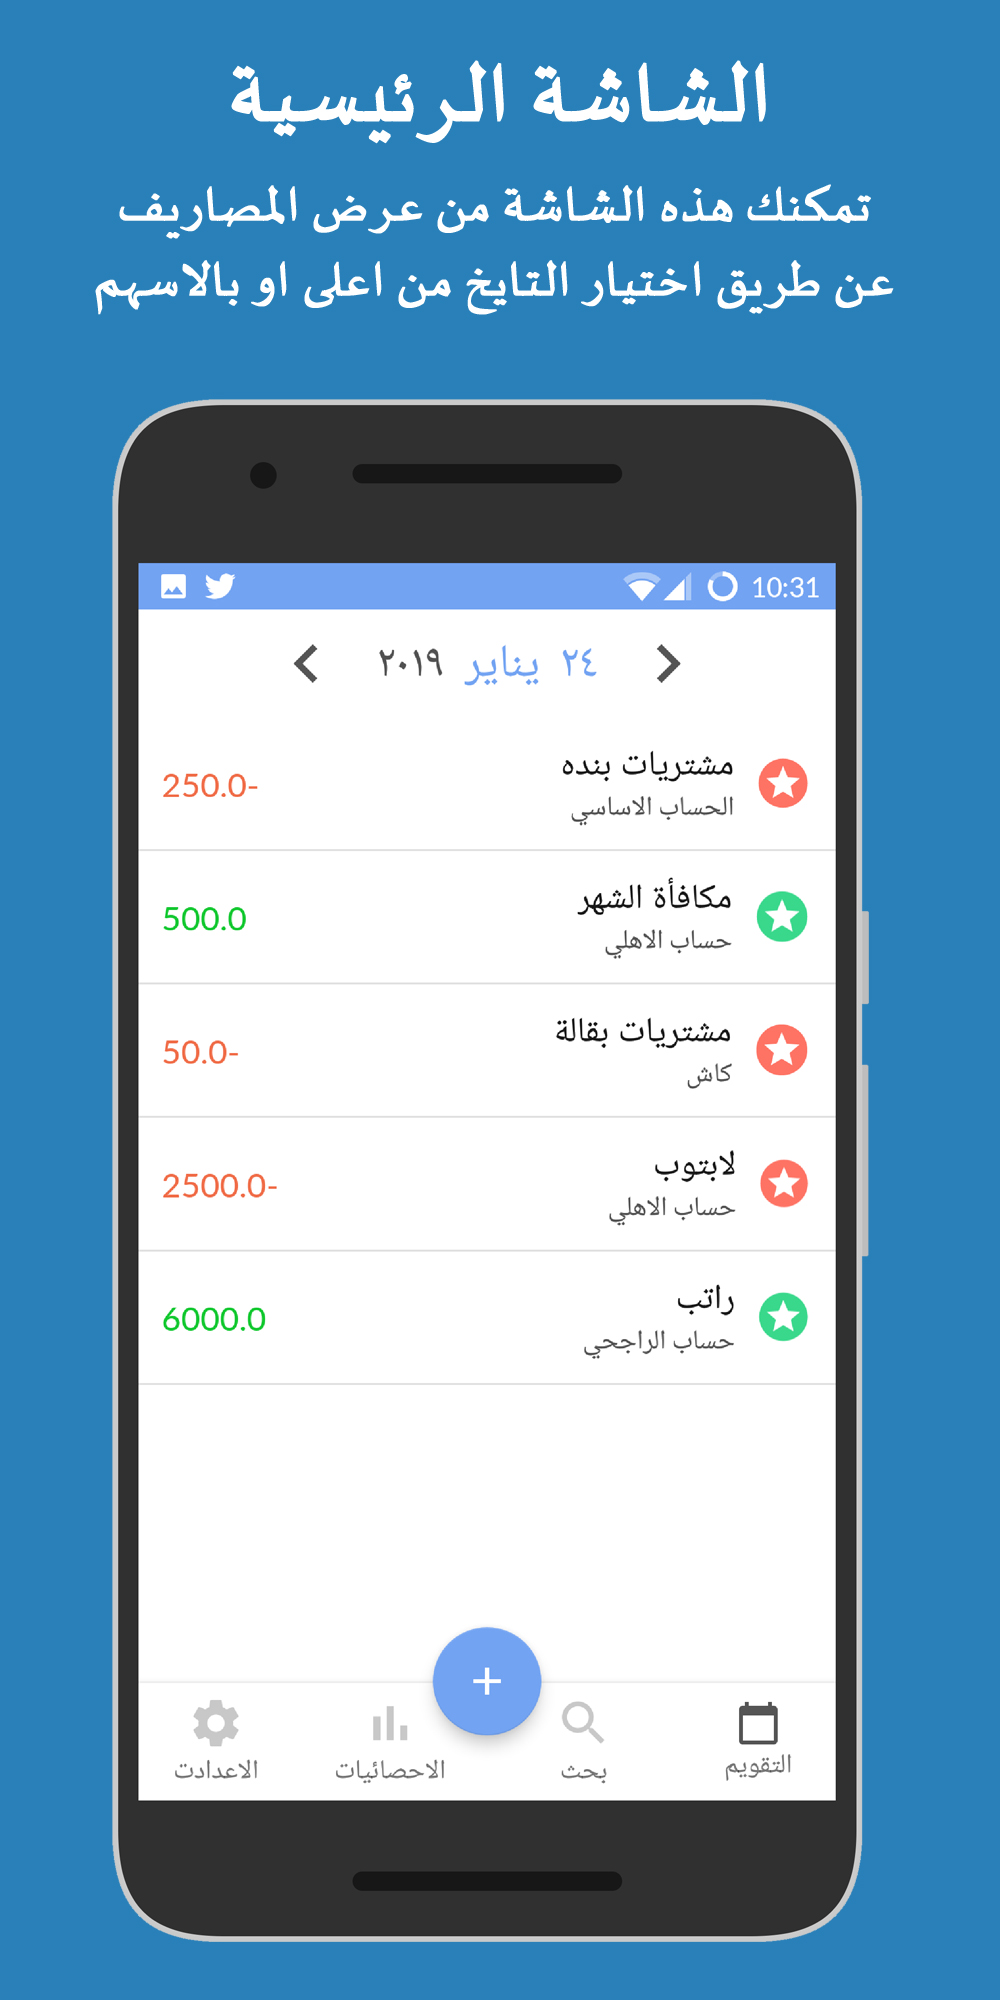 الشاشة الرئيسية
تمكنك هذه الشاشة من عرض المصاريف
عن طريق اختيار التايخ من اعلى او بالاسهم
10:31
٢٤ يناير ٢٠١٩
مشتريات بنده
الحساب الاساسي
250.0-
مكافأة الشهر
حساب الاهلي
500.0
مشتريات بقالة
كاش
50.0-
لابتوب
حساب الاهلي
2500.0-
راتب
حساب الراجحي
6000.0
+
التقويم
بحث
الاحصائيات
الاعدادت